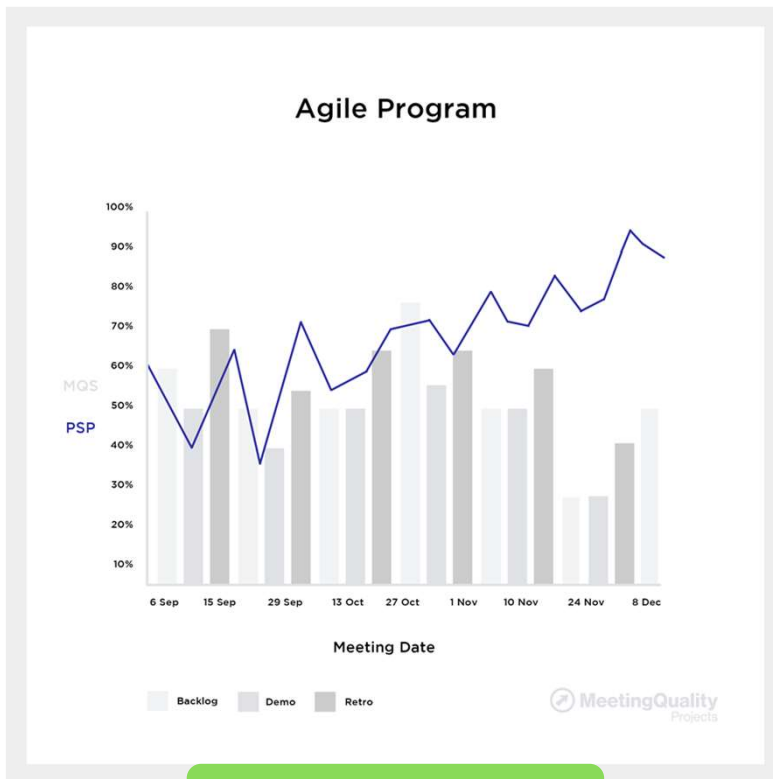 Agile Program
100%
90%
80%
70%
60%
MQS
50%
PSP
40%
30%
20%
10%
6 Sep 15 Sep 29 Sep 13 Oct 27 Oct 1 Nov 10 Nov 24 Nov 8 Dec
Meeting Date
Backlog Demo Retro
MeetingQuality
Projects